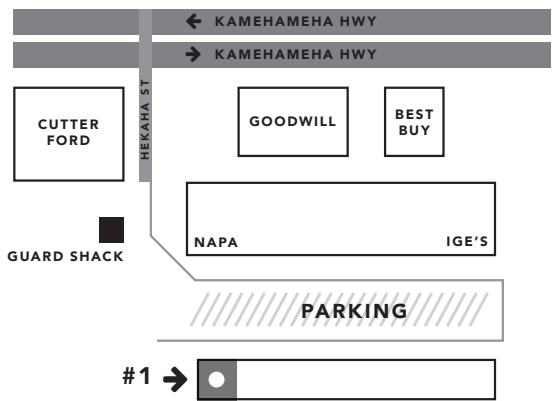 ← KAMEHAMEHA HWY
→ KAMEHAMEHA HWY
HEKAHA ST
CUTTER
FORD
GOODWILL
BEST
BUY
NAPA
IGE'S
GUARD SHACK
PARKING
#1 →